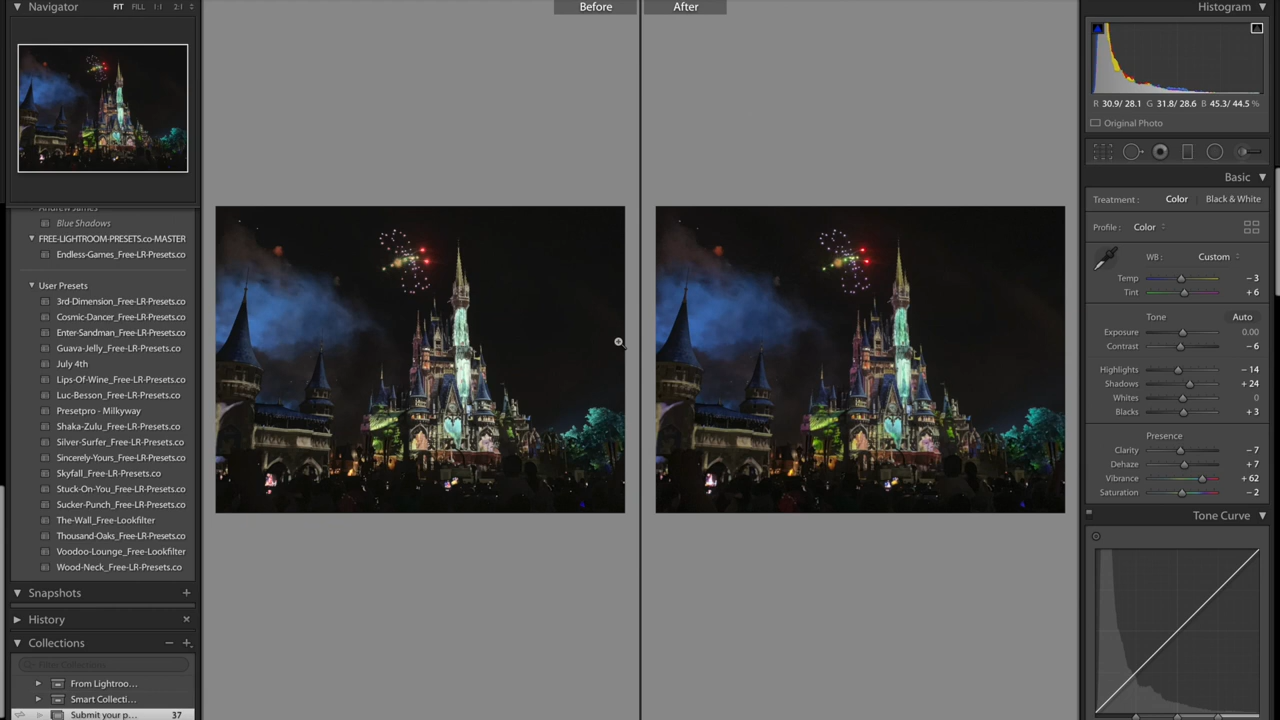 Navigator FIT FILL 1:1 2:1
Andrew James
Blue Shadows
FREE-LIGHTROOM-PRESETS.co-MASTER
Endless-Games_Free-LR-Presets.co
User Presets
3rd-Dimension_Free-LR-Presets.co
Cosmic-Dancer_Free-LR-Presets.co
Enter-Sandman_Free-LR-Presets.co
Guava-Jelly_Free-LR-Presets.co
July 4th
Lips-Of-Wine_Free-LR-Presets.co
Luc-Besson_Free-LR-Presets.co
Presetpro - Milkyway
Shaka-Zulu_Free-LR-Presets.co
Silver-Surfer_Free-LR-Presets.co
Sincerely-Yours_Free-LR-Presets.co
Skyfall_Free-LR-Presets.co
Stuck-On-You_Free-LR-Presets.co
Sucker-Punch_Free-LR-Presets.co
The-Wall_Free-Lookfilter
Thousand-Oaks_Free-LR-Presets.co
Voodoo-Lounge_Free-Lookfilter
Wood-Neck_Free-LR-Presets.co
Snapshots +
History ×
Collections − +
Filter Collections
From Lightroo...
Smart Collecti...
Submit your p... 37
Before
After
Histogram
R 30.9/ 28.1 G 31.8/ 28.6 B 45.3/ 44.5 %
Original Photo
Basic
Treatment: Color Black & White
Profile: Color
WB: Custom
Temp − 3
Tint + 6
Tone Auto
Exposure 0.00
Contrast − 6
Highlights − 14
Shadows + 24
Whites 0
Blacks + 3
Presence
Clarity − 7
Dehaze + 7
Vibrance + 62
Saturation − 2
Tone Curve